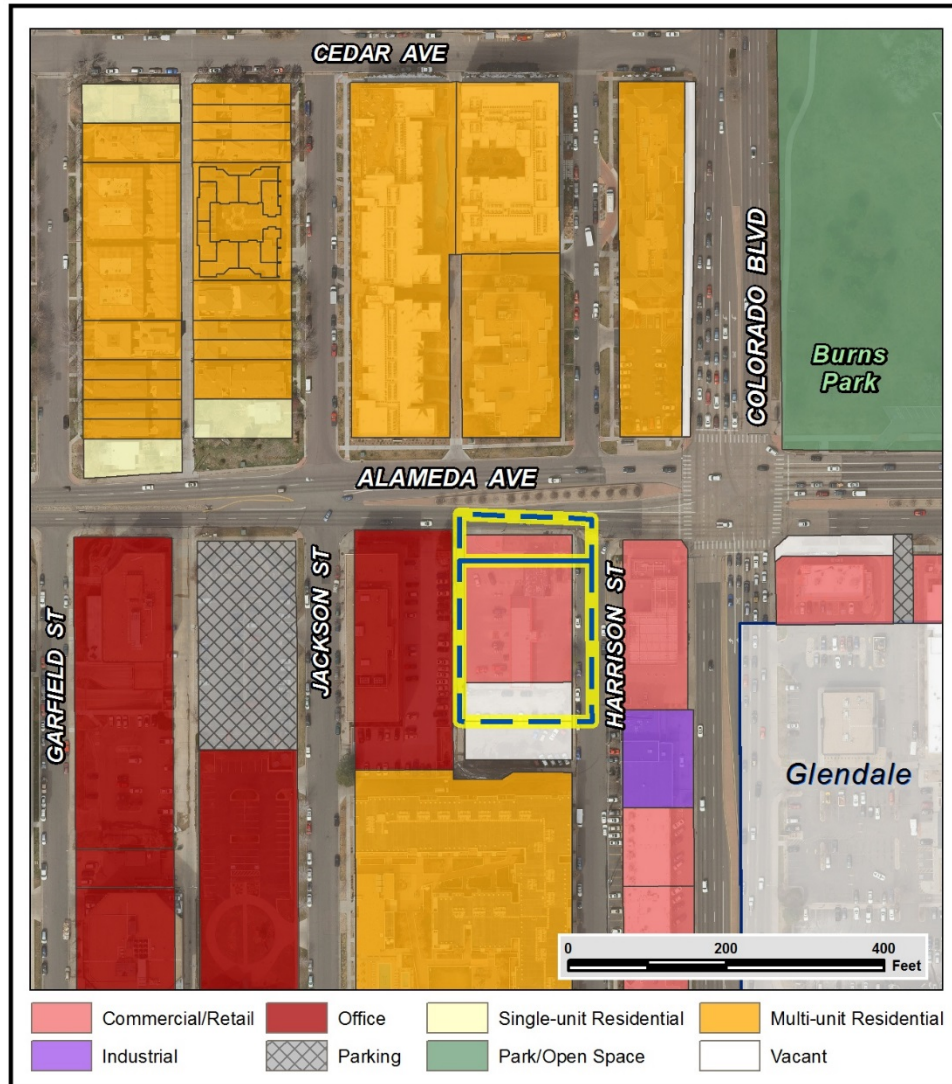 CEDAR AVE
COLORADO BLVD
Burns
Park
ALAMEDA AVE
GARFIELD ST
JACKSON ST
HARRISON ST
Glendale
0 200 400
Feet
Commercial/Retail Office Single-unit Residential Multi-unit Residential
Industrial Parking Park/Open Space Vacant